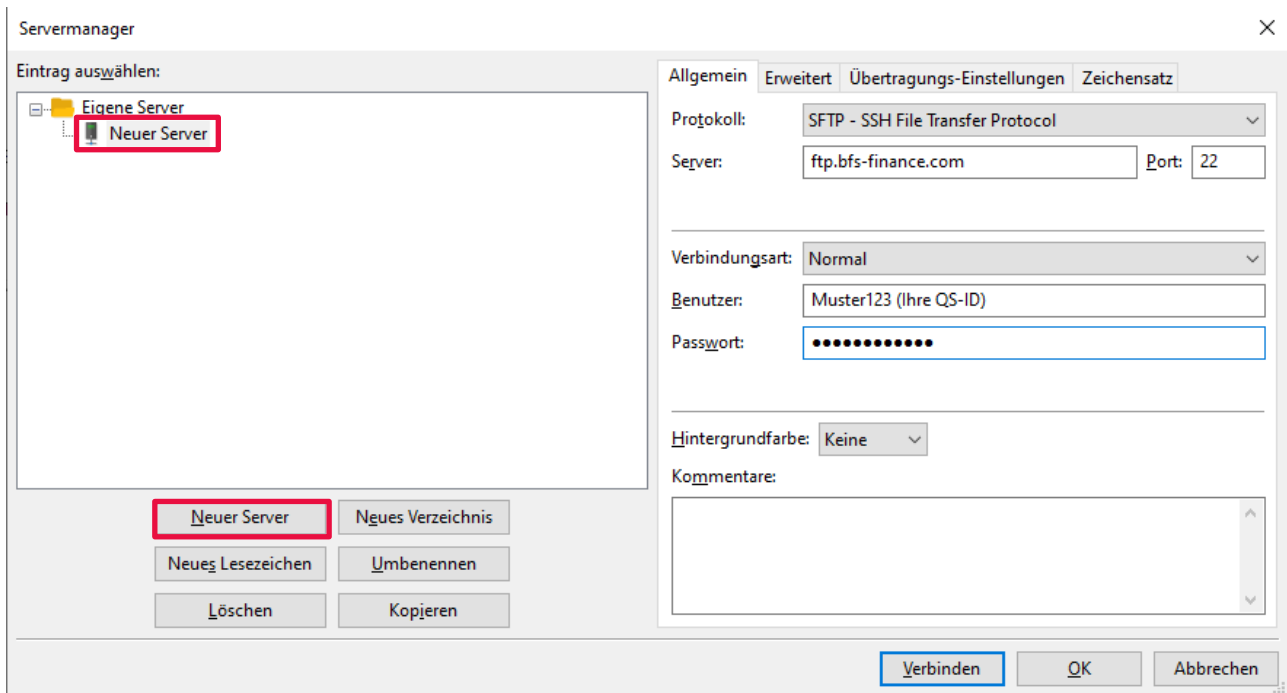 Servermanager
Eintrag auswählen:
Eigene Server
Neuer Server
Neuer Server
Neues Verzeichnis
Neues Lesezeichen
Umbenennen
Löschen
Kopieren
Allgemein
Erweitert
Übertragungs-Einstellungen
Zeichensatz
Protokoll:
SFTP - SSH File Transfer Protocol
Server:
ftp.bfs-finance.com
Port:
22
Verbindungsart:
Normal
Benutzer:
Muster123 (Ihre QS-ID)
Passwort:
●●●●●●●●●●●●
Hintergrundfarbe:
Keine
Kommentare:
Verbinden
OK
Abbrechen